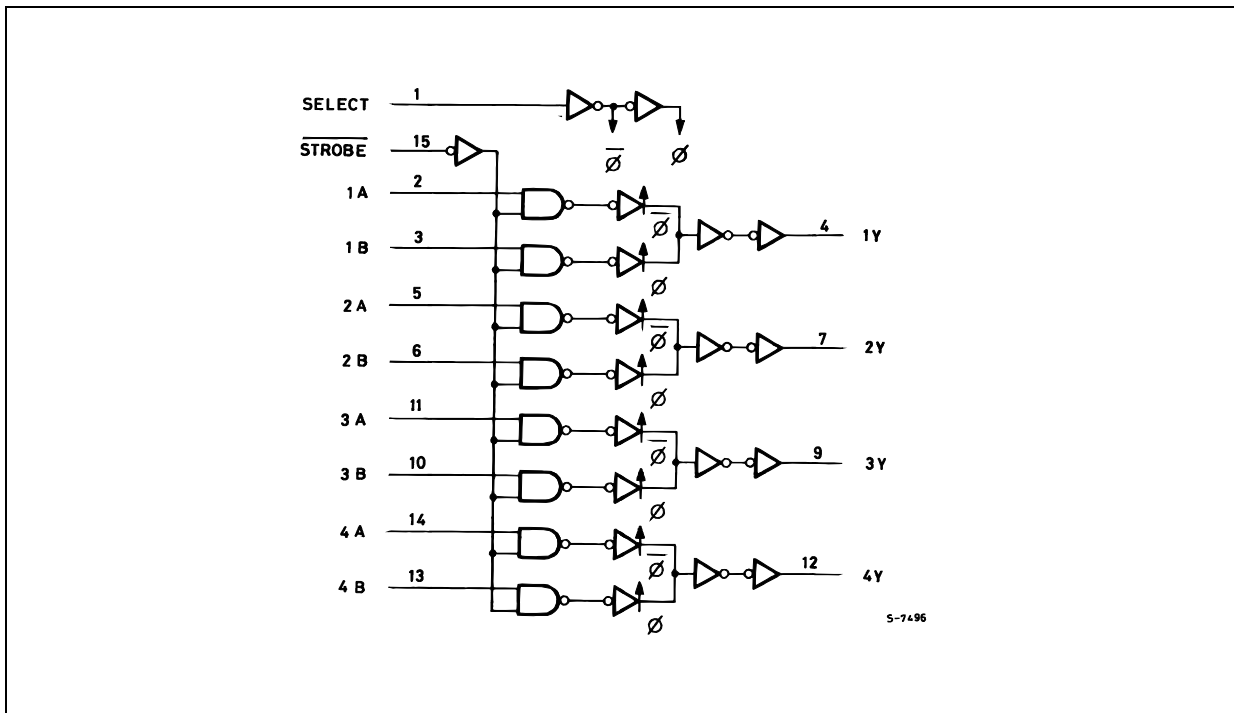 SELECT 1
STROBE 15
Ø Ø
1A 2
Ø 4 1Y
1B 3
Ø
2A 5
Ø 7 2Y
2B 6
Ø
3A 11
Ø 9 3Y
3B 10
Ø
4A 14
Ø 12 4Y
4B 13
Ø
S-7496